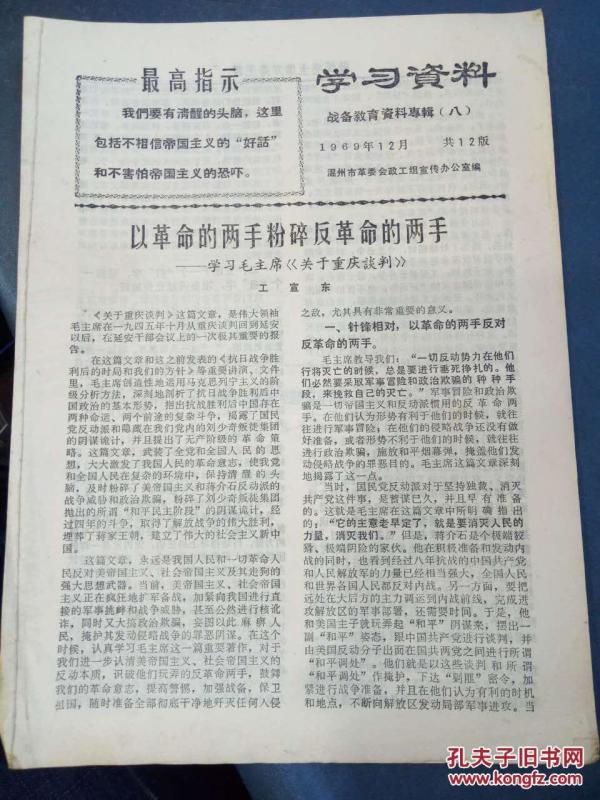 最高指示
我們要有清醒的头脑，这里
包括不相信帝国主义的“好話”
和不害怕帝国主义的恐吓。
学习資料
战备教育資料專輯（八）
1969年12月 共12版
温州市革委会政工組宣传办公室編
以革命的两手粉碎反革命的两手
——学习毛主席《关于重庆談判》
工宣东
《关于重庆談判》这篇文章，是伟大領袖
毛主席在一九四五年十月从重庆談判回到延安
以后，在延安干部会议上的一次极其重要的报
告。
在这篇文章和这之前发表的《抗日战争胜
利后的时局和我們的方針》等重要讲演、文件
里，毛主席創造性地运用马克思列宁主义的阶
級分析方法，深刻地剖析了抗日战争胜利后中
国政治的基本形势，指出抗战胜利后中国存在
两种命运、两个前途的复杂斗争，揭露了国民
党反动派和隐藏在我们党内的刘少奇叛徒集团
的阴谋诡计，并且提出了无产阶级的革命策
略。这篇文章，武装了全党和全国人民的思
想，大大激发了我国人民的革命意志，使我党
和全国人民在复杂的环境中，保持清醒的头
脑，及时粉碎了美帝国主义和蒋介石反动派的
战争威胁和政治欺骗，粉碎了刘少奇叛徒集团
抛出的所谓“和平民主阶段”的阴谋诡计，经
过四年的斗争，取得了解放战争的伟大胜利，
埋葬了蒋家王朝，建立了伟大的社会主义新中
国。
这篇文章，永远是我国人民和一切革命人
民反对美帝国主义、社会帝国主义及其走狗的
强大思想武器。当前，美帝国主义、社会帝国
主义正在疯狂地扩军备战，加紧向我国进行直
接的军事挑衅和战争威胁，甚至公然进行核讹
诈，同时又大搞政治欺骗，妄图以此麻痹人
民，掩护其发动侵略战争的罪恶阴谋。在这个
时候，认真学习毛主席这一篇重要著作，对于
我们进一步认清美帝国主义、社会帝国主义的
反动本质，识破他们玩弄的反革命两手，鼓舞
我们的革命意志，提高警惕，加强战备，保卫
祖国，随时准备全部彻底干净地歼灭任何入侵
之敌，尤其具有非常重要的意义。
一、针锋相对，以革命的两手反对
反革命的两手。
毛主席教导我们：“一切反动势力在他们
行将灭亡的时候，总是要进行垂死挣扎的。他
们必然要采取军事冒险和政治欺骗的种种手
段，来挽救自己的灭亡。”军事冒险和政治欺
骗是一切帝国主义和反动派惯用的反革命两
手。在他们认为形势有利于他们的时候，就往
往进行军事冒险；在他们的侵略战争还没有做
好准备，或者形势不利于他们的时候，就往往
进行政治欺骗，施放和平烟幕弹，掩盖他们发
动侵略战争的罪恶目的。毛主席这篇文章深刻
地揭露了这一点。
当时，国民党反动派对于坚持独裁、消灭
共产党这件事，是蓄谋已久，并且早有准备
的。这就是毛主席在这篇文章中所明确指出
的：“它的主意老早定了，就是要消灭人民的
力量，消灭我们。”但是，蒋介石是个极端狡
猾、极端阴险的家伙。他在积极准备和发动内
战的同时，也看到经过八年抗战的中国共产党
和人民解放军的力量已经相当强大，全国人民
和世界各国人民都反对内战。另一方面，要把
远处在大后方的主力调运到内战前线，完成进
攻解放区的军事部署，还需要时间。于是，他
和美国主子就玩弄起“和平”阴谋来，摆出一
副“和平”姿态，跟中国共产党进行谈判，并
由美国反动分子出面在国共两党之间进行所谓
“和平调处”。他们就是以这些谈判和所谓
“和平调处”作掩护，下达“剿匪”密令，加
紧进行战争准备，并且在他们认为有利的时机
和地点，不断向解放区发动局部军事进攻。当
孔夫子旧书网
www.kongfz.com